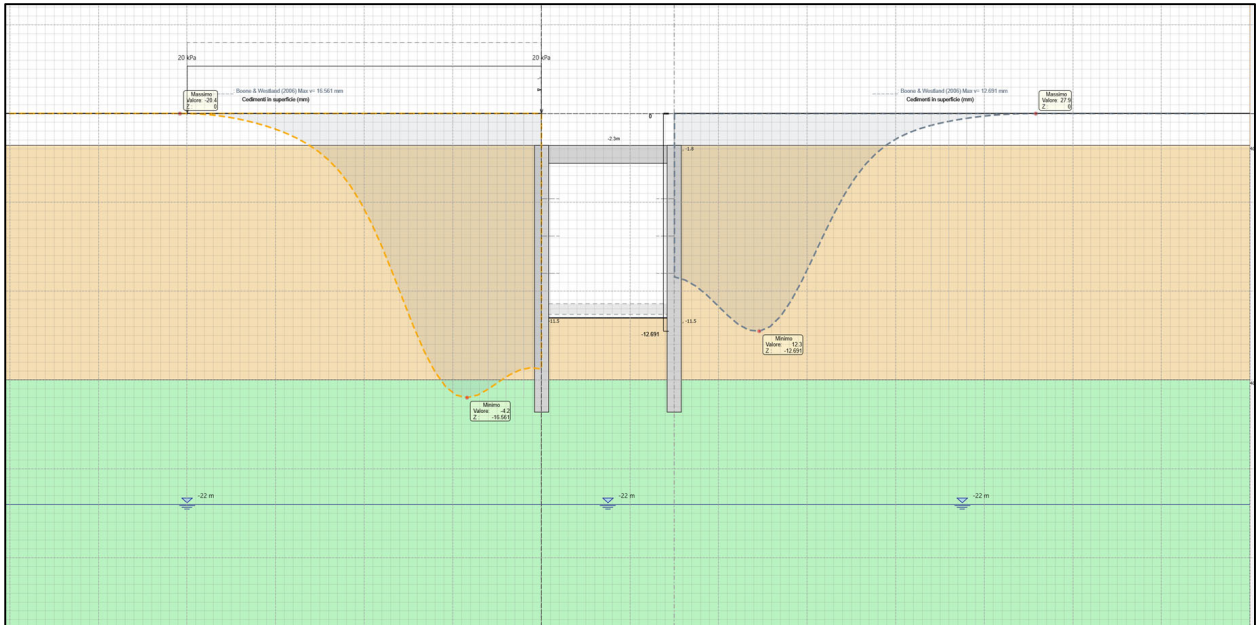 20 kPa
20 kPa
Boone & Westland (2006) Max v= 16.561 mm
Cedimenti in superficie (mm)
Boone & Westland (2006) Max v= 12.691 mm
Cedimenti in superficie (mm)
Massimo
Valore: -20.4
Z : 0
Massimo
Valore: 27.9
Z : 0
0
-2.3m
-1.8
-11.5
-11.5
-12.691
Minimo
Valore: 12.3
Z : -12.691
Minimo
Valore: -4.2
Z : -16.561
-22 m
-22 m
-22 m